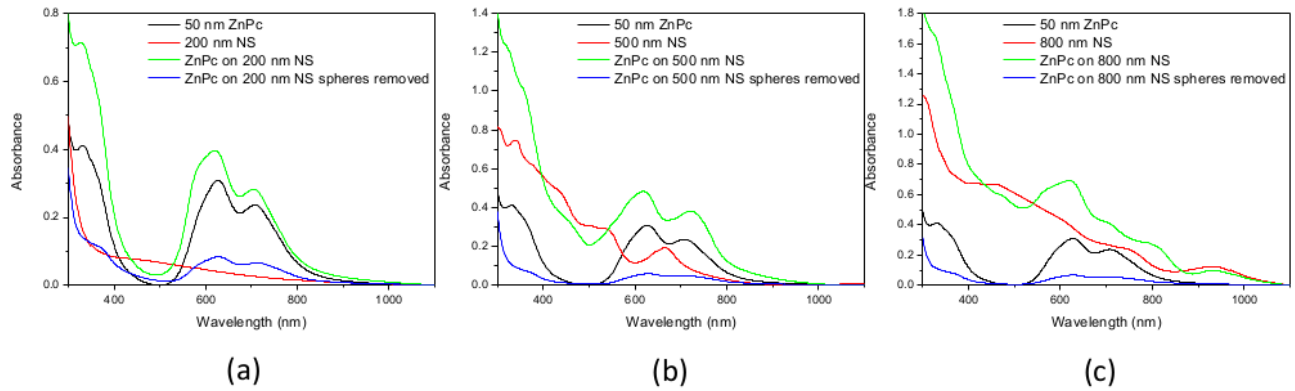 0.8
0.6
0.4
0.2
0.0
400
600
800
1000
Absorbance
Wavelength (nm)
50 nm ZnPc
200 nm NS
ZnPc on 200 nm NS
ZnPc on 200 nm NS spheres removed
(a)
1.4
1.2
1.0
0.8
0.6
0.4
0.2
0.0
400
600
800
1000
Absorbance
Wavelength (nm)
50 nm ZnPc
500 nm NS
ZnPc on 500 nm NS
ZnPc on 500 nm NS spheres removed
(b)
1.8
1.6
1.4
1.2
1.0
0.8
0.6
0.4
0.2
0.0
400
600
800
1000
Absorbance
Wavelength (nm)
50 nm ZnPc
800 nm NS
ZnPc on 800 nm NS
ZnPc on 800 nm NS spheres removed
(c)